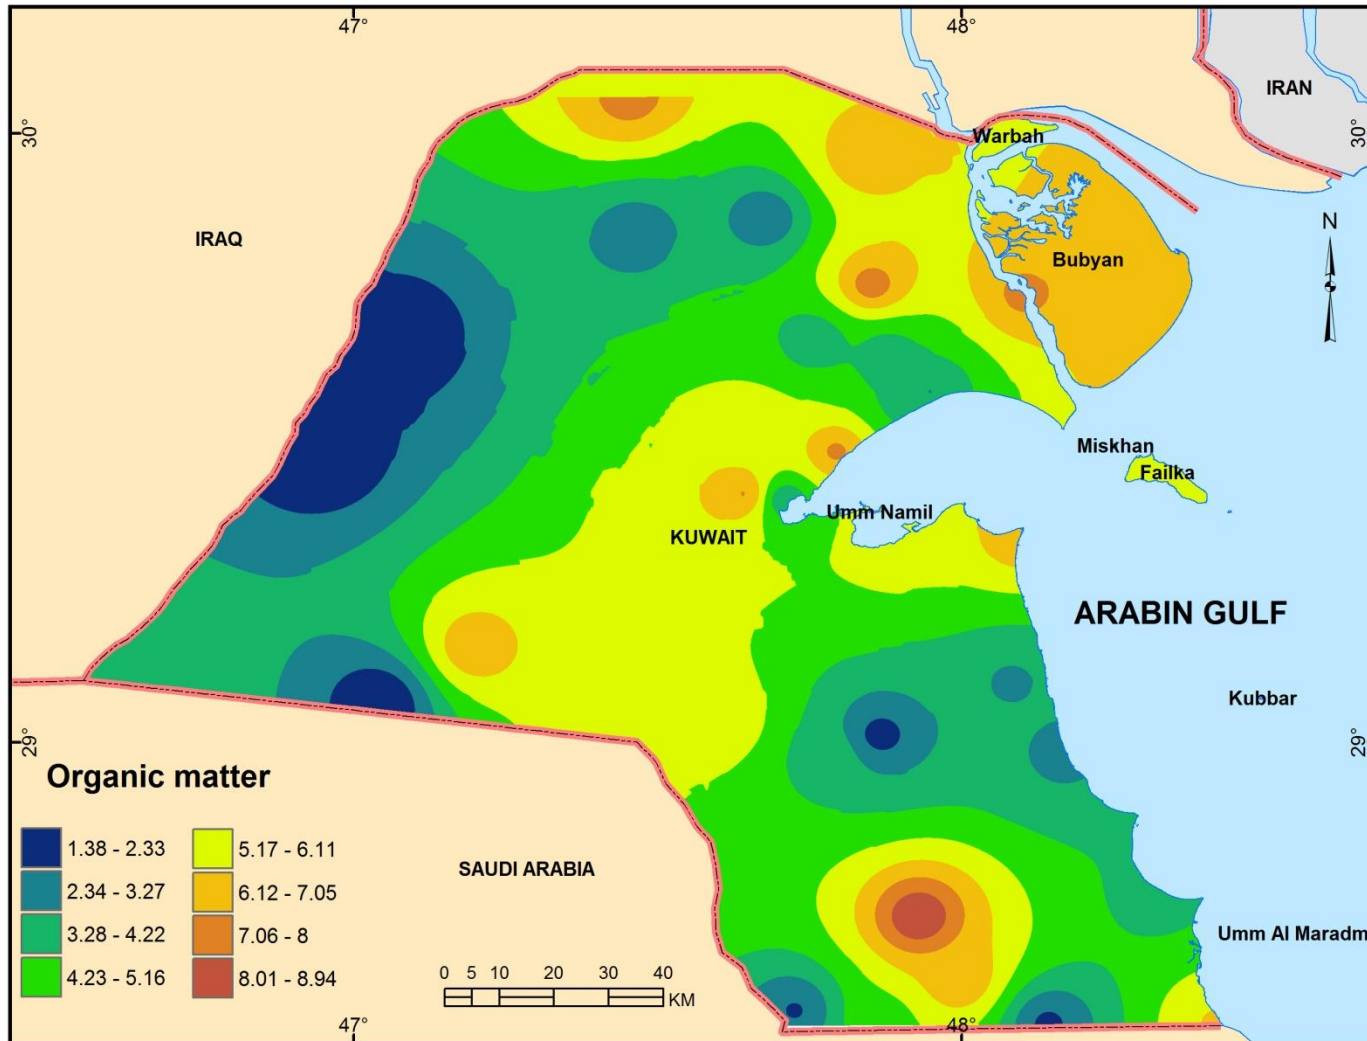 47°
48°
IRAN
30°
30°
Warbah
N
IRAQ
Bubyan
Miskhan
Failka
Umm Namil
KUWAIT
ARABIN GULF
Kubbar
29°
29°
Organic matter
1.38 - 2.33
5.17 - 6.11
2.34 - 3.27
6.12 - 7.05
3.28 - 4.22
7.06 - 8
4.23 - 5.16
8.01 - 8.94
SAUDI ARABIA
Umm Al Maradm
0 5 10 20 30 40
KM
47°
48°